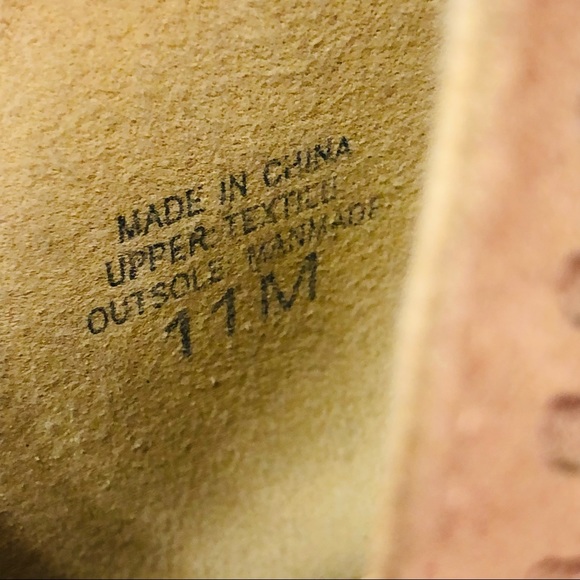 MADE IN CHINA
UPPER: TEXTILE
OUTSOLE: MANMADE
11M